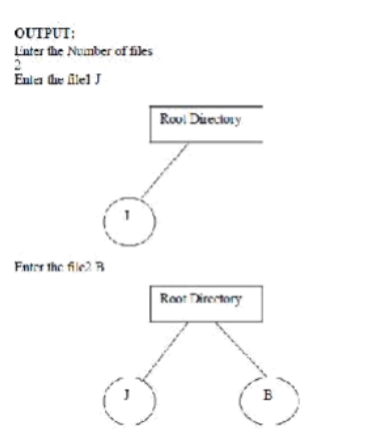 OUTPUT:
Enter the Number of files
2
Enter the file1 J
Root Directory
J
Enter the file2 B
Root Directory
J
B